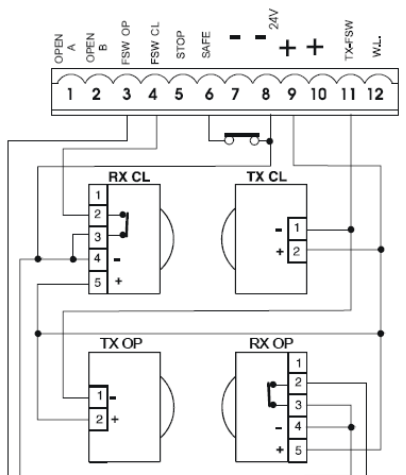 OPEN A
OPEN B
FSW OP
FSW CL
STOP
SAFE
-
-
24V
+
+
TX-FSW
W.L.
1 2 3 4 5 6 7 8 9 10 11 12
RX CL
1
2
3
4 -
5 +
TX CL
- 1
+ 2
TX OP
1 -
2 +
RX OP
1
2
3
- 4
+ 5